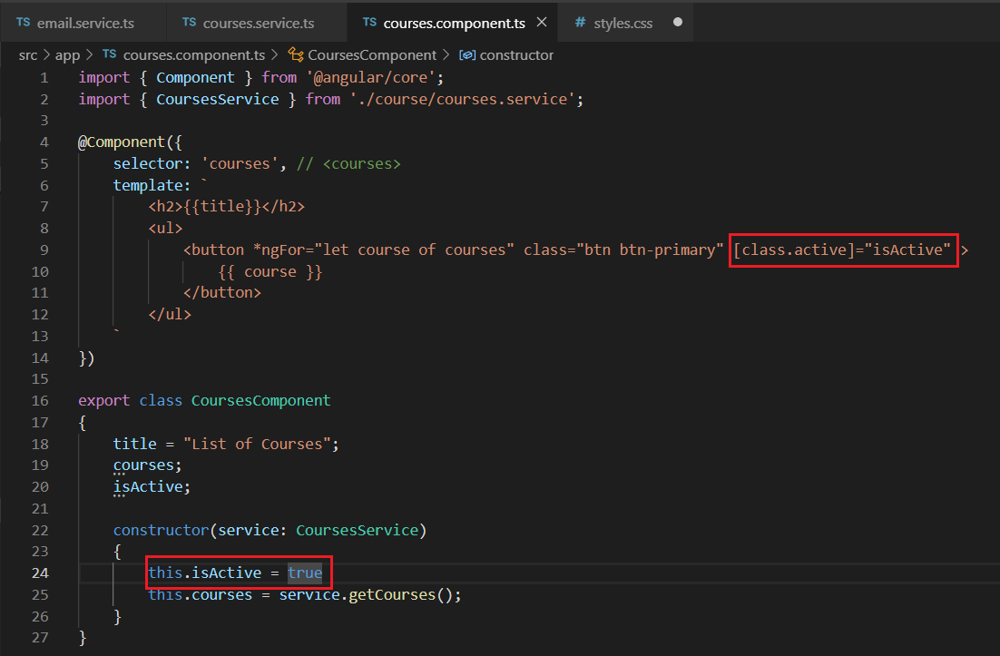 TS email.service.ts TS courses.service.ts TS courses.component.ts × # styles.css ●
src > app > TS courses.component.ts > CoursesComponent > constructor
1 import { Component } from '@angular/core';
2 import { CoursesService } from './course/courses.service';
3
4 @Component({
5 selector: 'courses', // <courses>
6 template: `
7 <h2>{{title}}</h2>
8 <ul>
9 <button *ngFor="let course of courses" class="btn btn-primary" [class.active]="isActive" >
10 {{ course }}
11 </button>
12 </ul>
13 `
14 })
15
16 export class CoursesComponent
17 {
18 title = "List of Courses";
19 courses;
20 isActive;
21
22 constructor(service: CoursesService)
23 {
24 this.isActive = true
25 this.courses = service.getCourses();
26 }
27 }